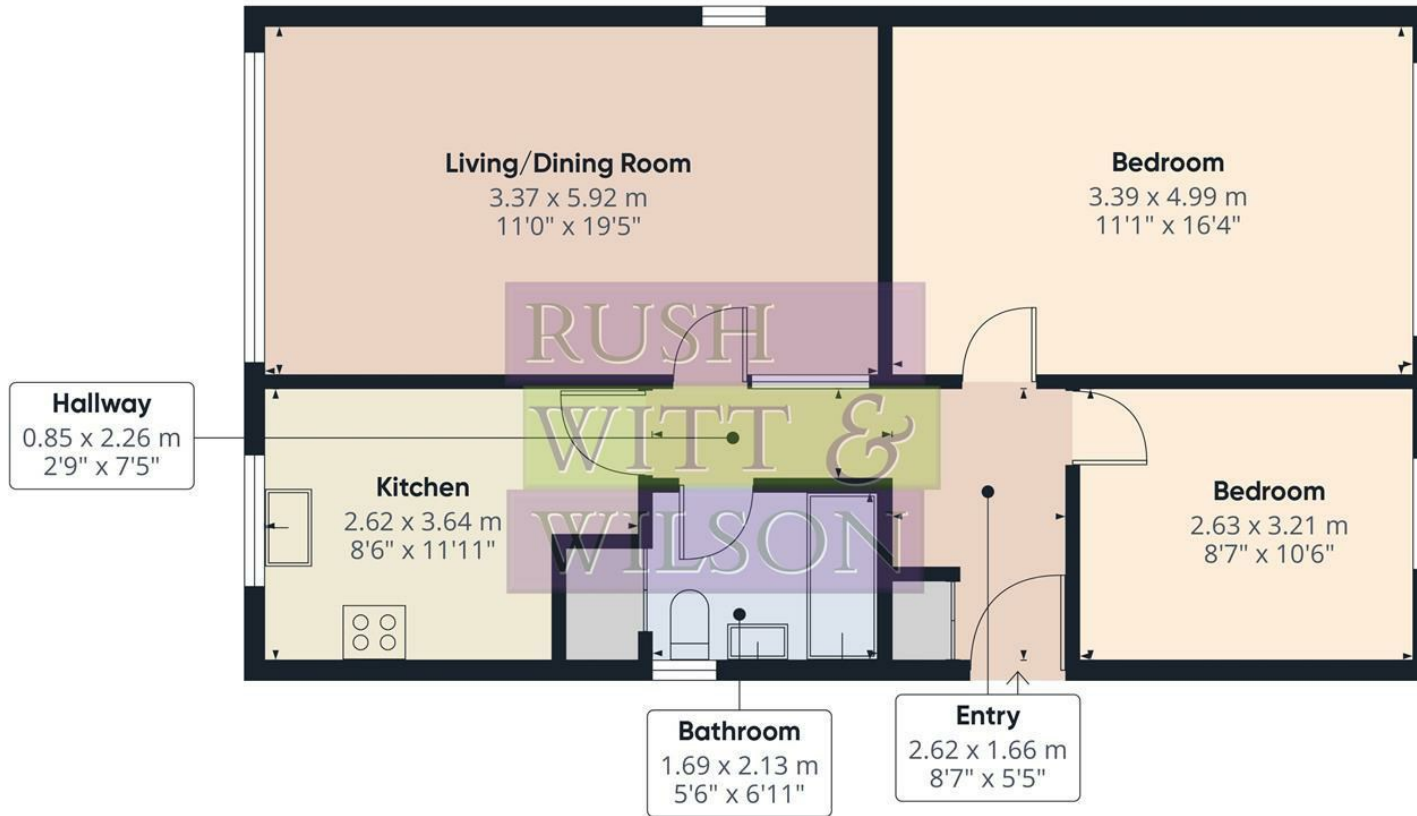 Living/Dining Room
3.37 x 5.92 m
11'0" x 19'5"
Bedroom
3.39 x 4.99 m
11'1" x 16'4"
RUSH
WITT &
WILSON
Hallway
0.85 x 2.26 m
2'9" x 7'5"
Kitchen
2.62 x 3.64 m
8'6" x 11'11"
Bedroom
2.63 x 3.21 m
8'7" x 10'6"
Bathroom
1.69 x 2.13 m
5'6" x 6'11"
Entry
2.62 x 1.66 m
8'7" x 5'5"